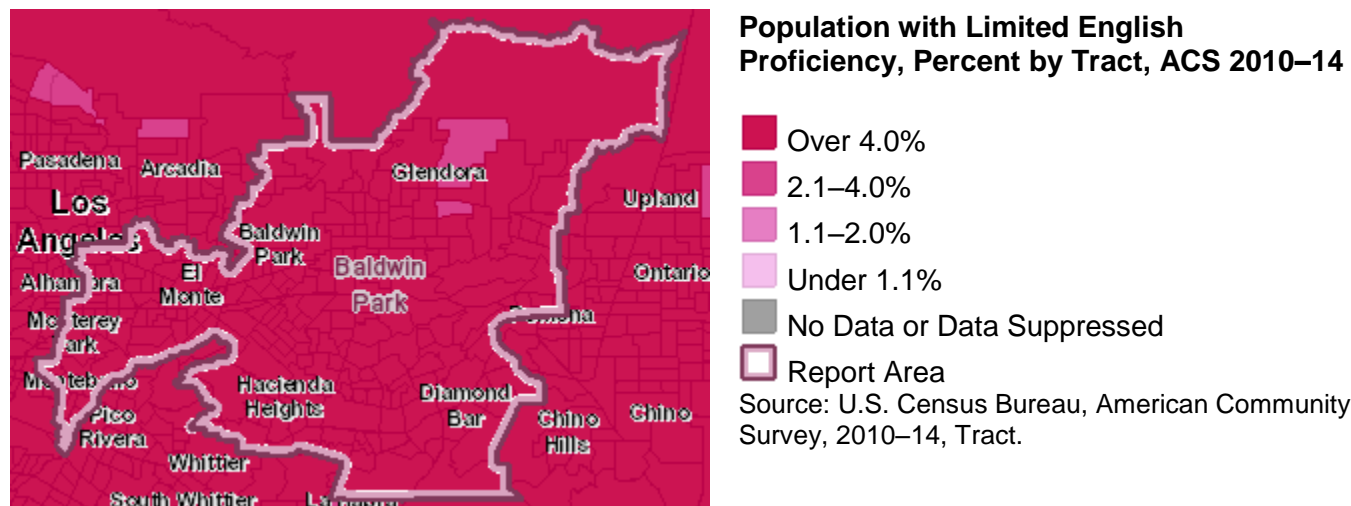 Population with Limited English
Proficiency, Percent by Tract, ACS 2010–14
Over 4.0%
2.1–4.0%
1.1–2.0%
Under 1.1%
No Data or Data Suppressed
Report Area
Source: U.S. Census Bureau, American Community
Survey, 2010–14, Tract.
Pasadena
Arcadia
Glendora
Los
Angeles
Upland
Baldwin
Park
El
Monte
Baldwin
Park
Ontario
Alhambra
Monterey
Park
Pomona
Montebello
Pico
Rivera
Hacienda
Heights
Diamond
Bar
Chino
Hills
Chino
Whittier
South Whittier